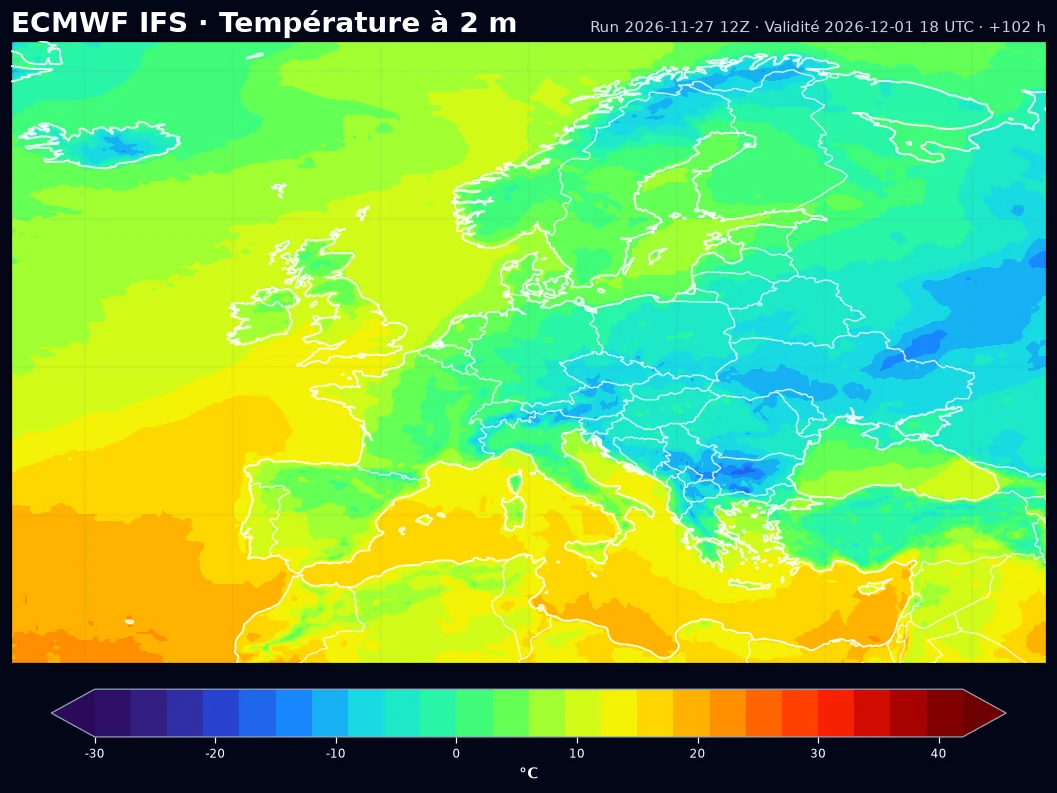 ECMWF IFS · Température à 2 m
Run 2026-11-27 12Z · Validité 2026-12-01 18 UTC · +102 h
-30 -20 -10 0 10 20 30 40
°C